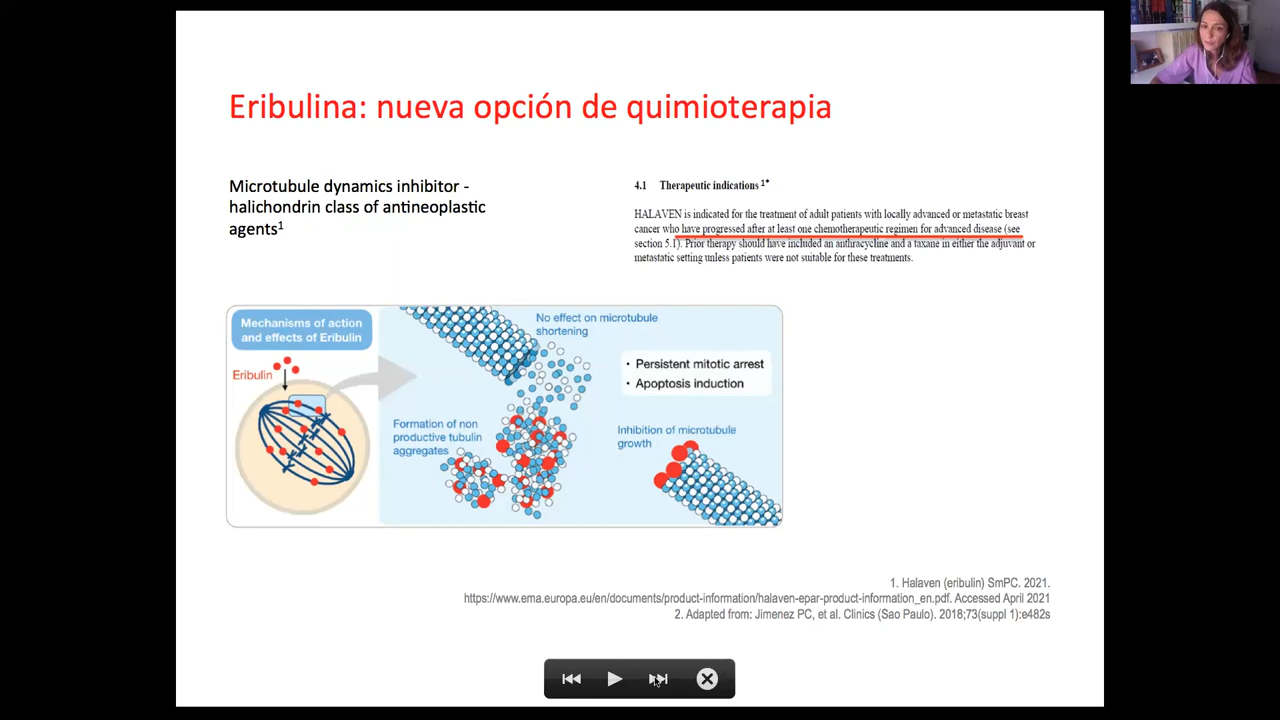 Eribulina: nueva opción de quimioterapia
Microtubule dynamics inhibitor -
halichondrin class of antineoplastic
agents1
4.1 Therapeutic indications 1*
HALAVEN is indicated for the treatment of adult patients with locally advanced or metastatic breast
cancer who have progressed after at least one chemotherapeutic regimen for advanced disease (see
section 5.1). Prior therapy should have included an anthracycline and a taxane in either the adjuvant or
metastatic setting unless patients were not suitable for these treatments.
Mechanisms of action
and effects of Eribulin
Eribulin
No effect on microtubule
shortening
• Persistent mitotic arrest
• Apoptosis induction
Formation of non
productive tubulin
aggregates
Inhibition of microtubule
growth
1. Halaven (eribulin) SmPC. 2021.
https://www.ema.europa.eu/en/documents/product-information/halaven-epar-product-information_en.pdf. Accessed April 2021
2. Adapted from: Jimenez PC, et al. Clinics (Sao Paulo). 2018;73(suppl 1):e482s